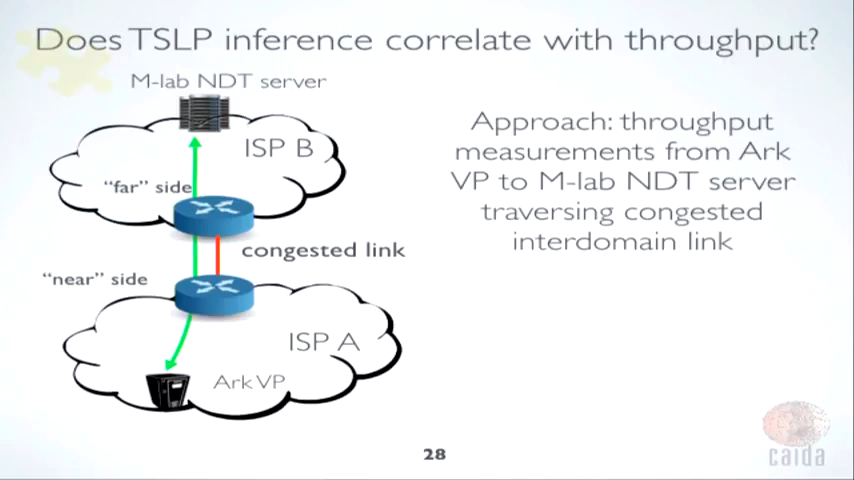 Does TSLP inference correlate with throughput?
M-lab NDT server
ISP B
"far" side
congested link
"near" side
ISP A
Ark VP
Approach: throughput
measurements from Ark
VP to M-lab NDT server
traversing congested
interdomain link
28
caida